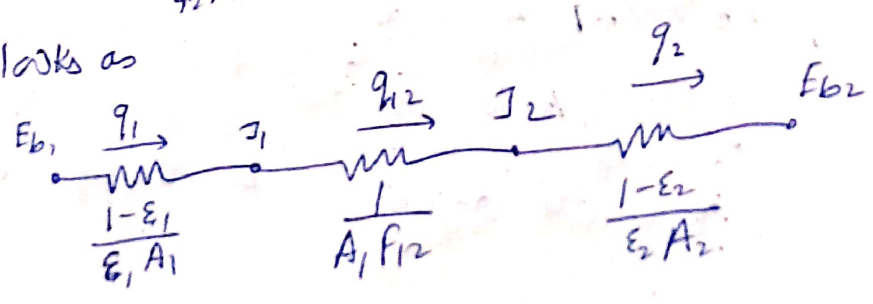 looks as
Eb1 q1 J1 q12 J2 q2 Eb2
1-ε1 / ε1 A1
1 / A1 F12
1-ε2 / ε2 A2